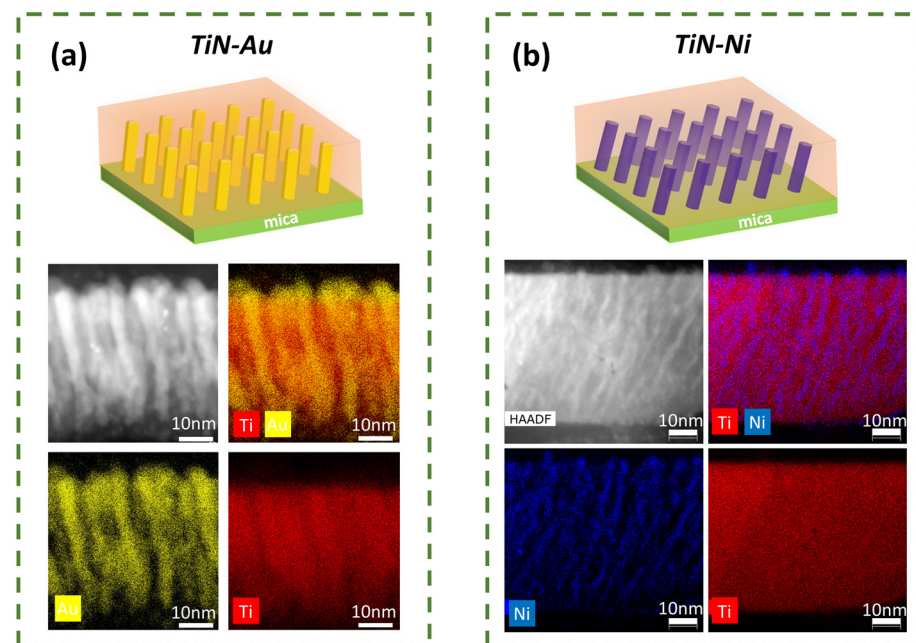 (a)
TiN-Au
mica
10nm
Ti Au
10nm
Au
10nm
Ti
10nm
(b)
TiN-Ni
mica
HAADF
10nm
Ti Ni
10nm
Ni
10nm
Ti
10nm